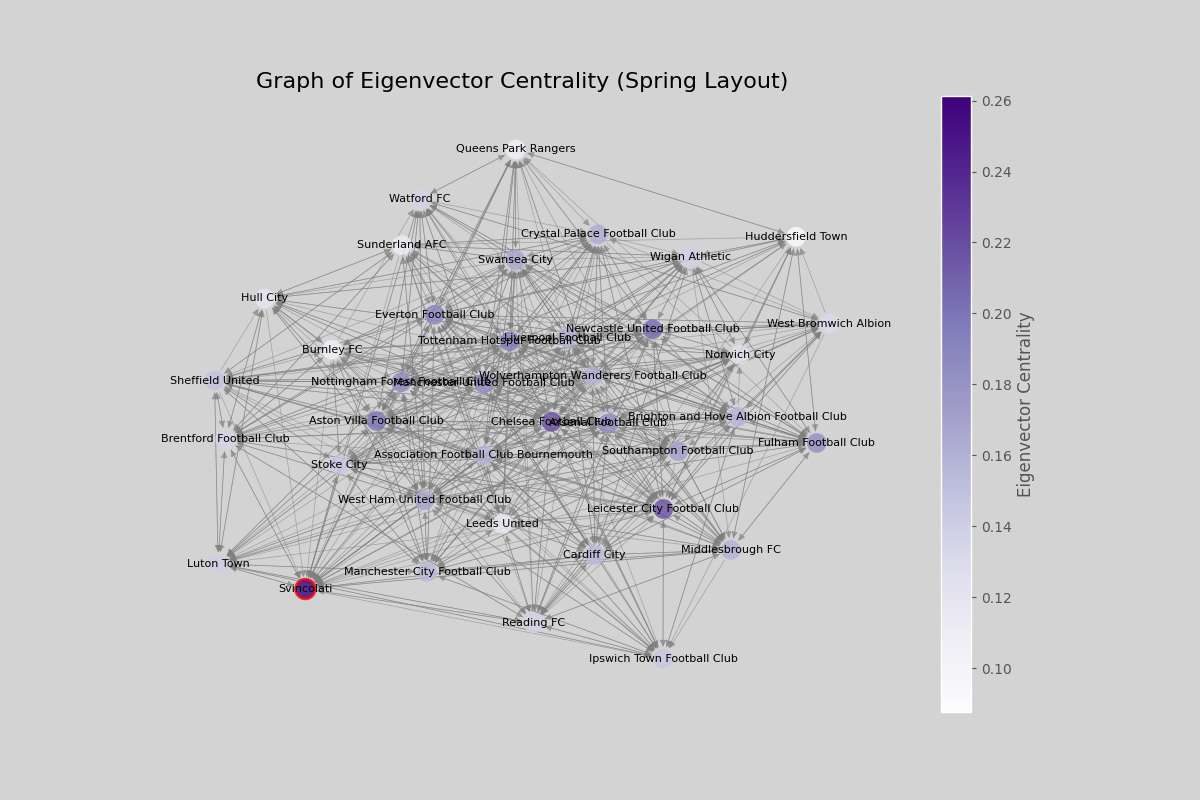 Graph of Eigenvector Centrality (Spring Layout)
0.26
Queens Park Rangers
0.24
Watford FC
Crystal Palace Football Club
Huddersfield Town
0.22
Sunderland AFC
Swansea City
Wigan Athletic
Hull City
0.20
Everton Football Club
West Bromwich Albion
Newcastle United Football Club
Liverpool Football Club
Tottenham Hotspur Football Club
Burnley FC
Norwich City
Wolverhampton Wanderers Football Club
Sheffield United
Nottingham Forest Football Club
Manchester United Football Club
0.18
Eigenvector Centrality
Brighton and Hove Albion Football Club
Aston Villa Football Club
Chelsea Football Club
Arsenal Football Club
Brentford Football Club
Fulham Football Club
Southampton Football Club
Association Football Club Bournemouth
0.16
Stoke City
West Ham United Football Club
Leicester City Football Club
Leeds United
0.14
Middlesbrough FC
Cardiff City
Luton Town
Manchester City Football Club
Svincolati
0.12
Reading FC
Ipswich Town Football Club
0.10